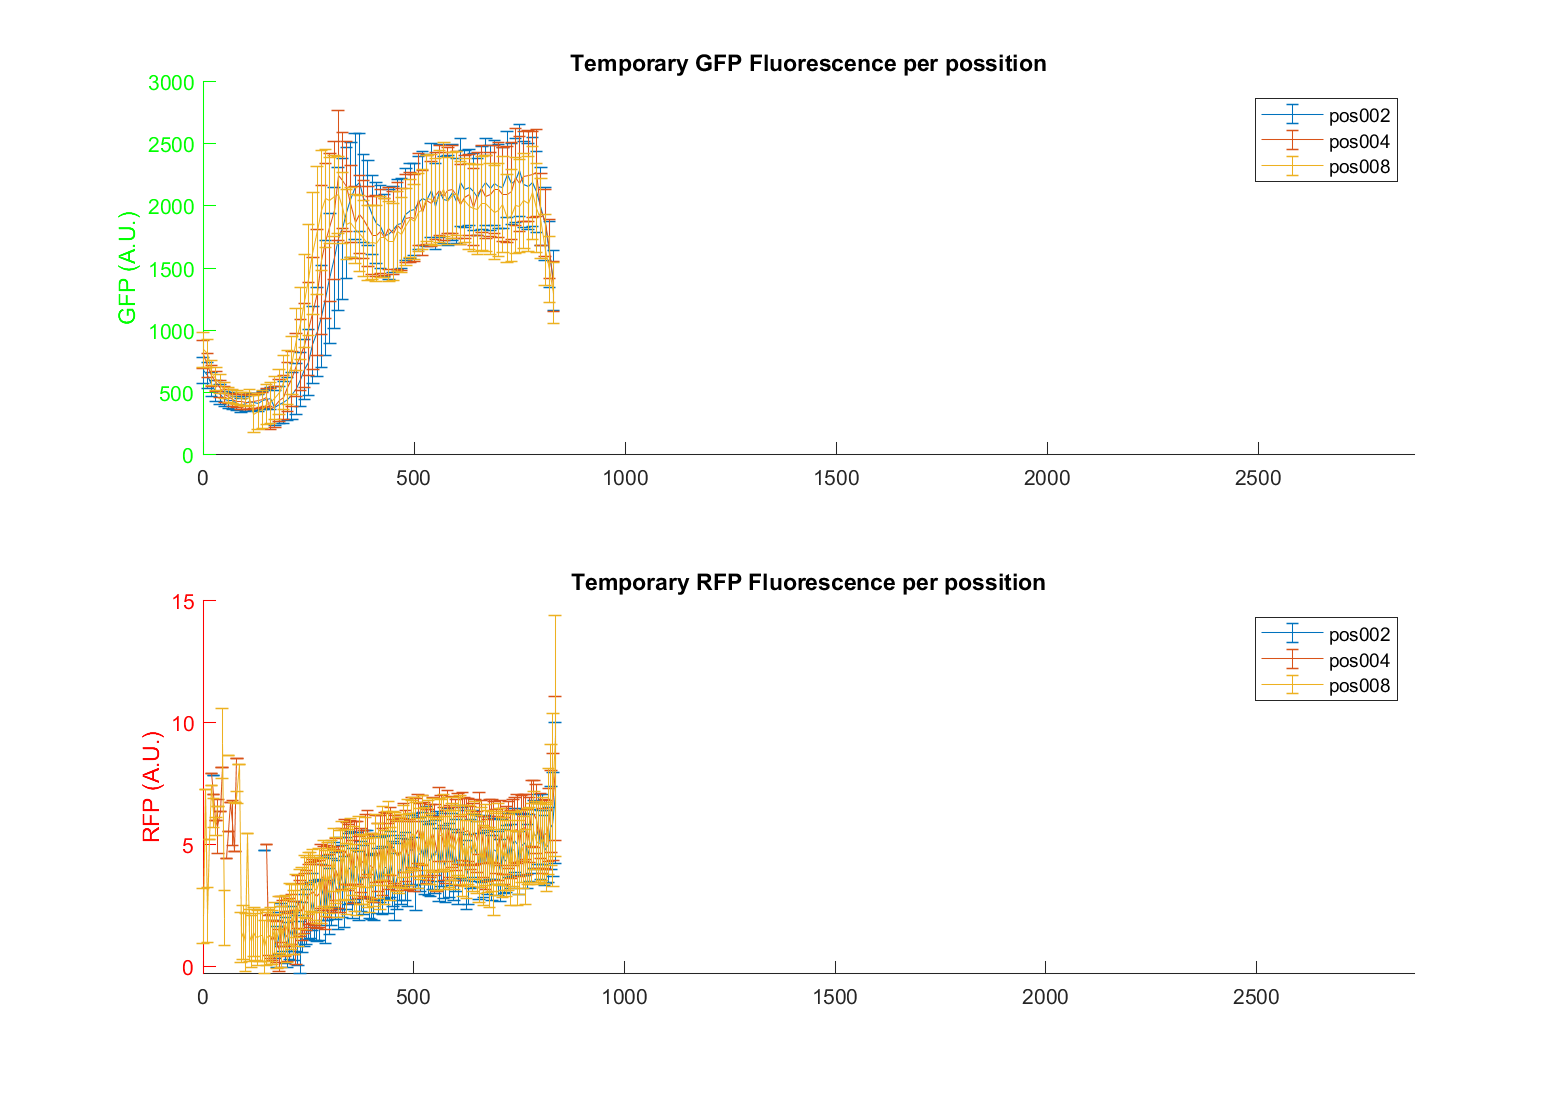 Temporary GFP Fluorescence per possition
3000
2500
2000
1500
1000
500
0
GFP (A.U.)
pos002
pos004
pos008
0 500 1000 1500 2000 2500
Temporary RFP Fluorescence per possition
15
10
5
0
RFP (A.U.)
pos002
pos004
pos008
0 500 1000 1500 2000 2500